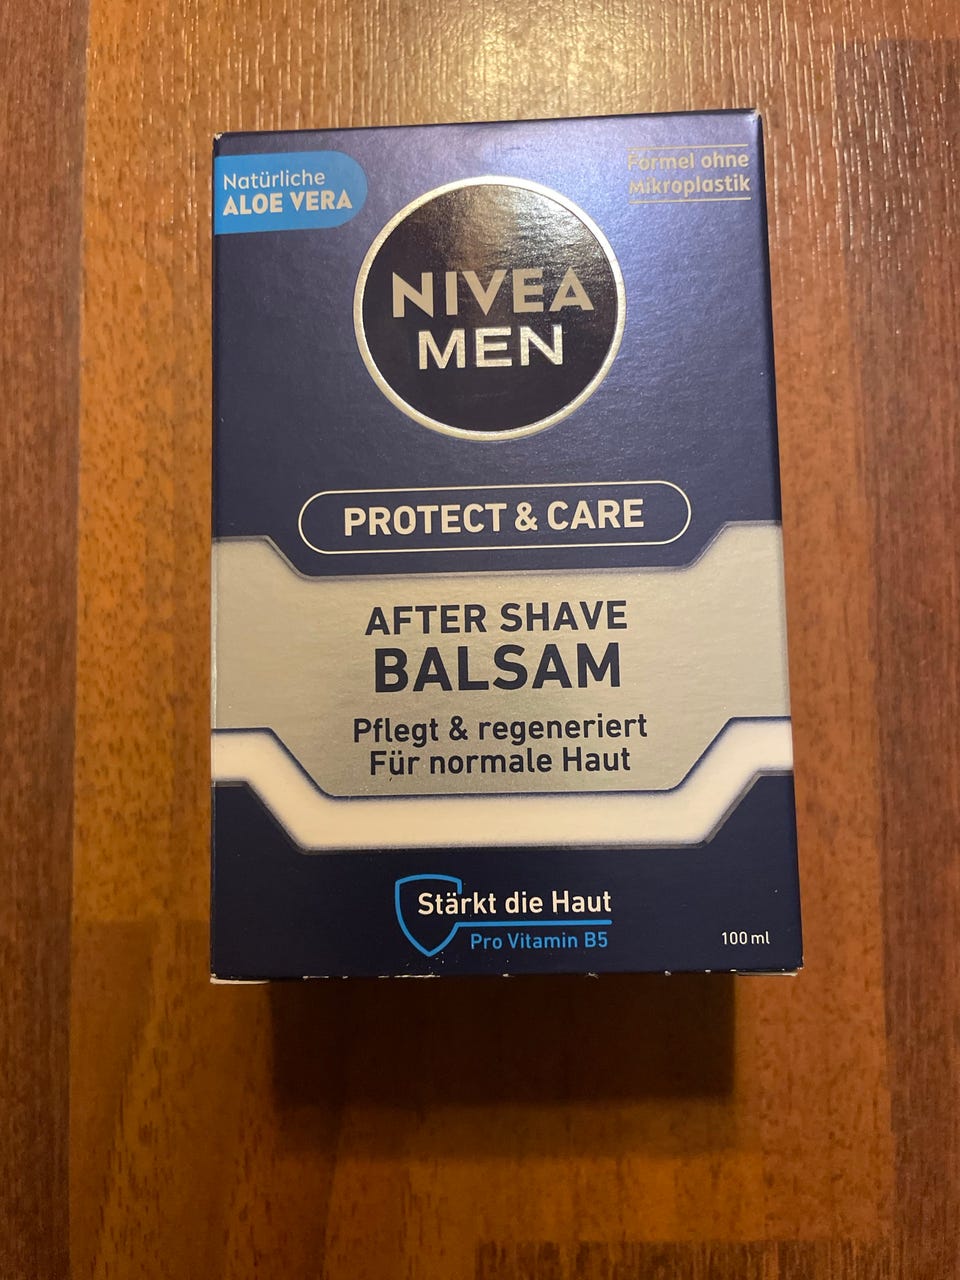 Natürliche
ALOE VERA
Formel ohne
Mikroplastik
NIVEA
MEN
PROTECT & CARE
AFTER SHAVE
BALSAM
Pflegt & regeneriert
Für normale Haut
Stärkt die Haut
Pro Vitamin B5
100 ml